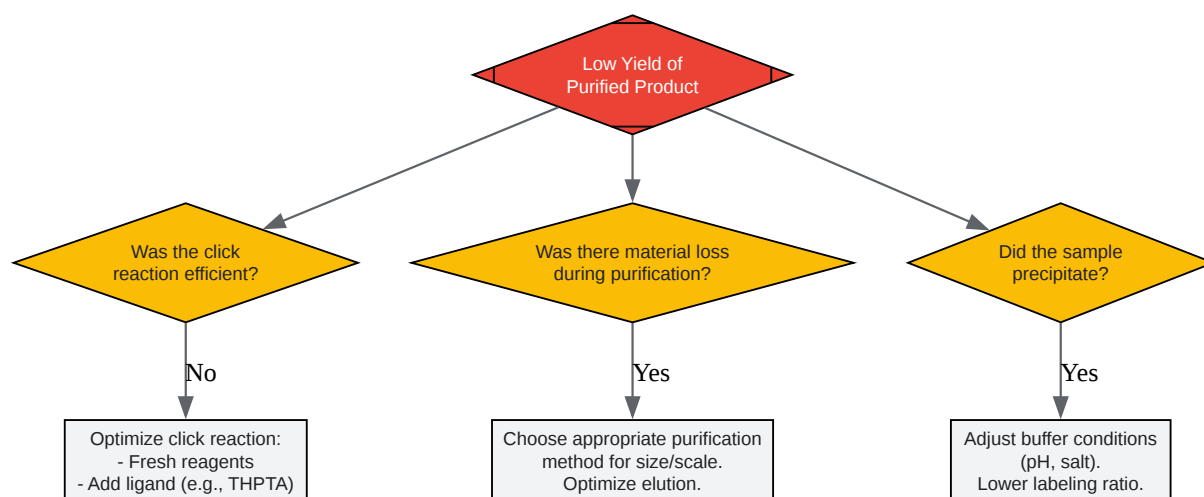 Low Yield of
Purified Product
Was the click
reaction efficient?
Was there material loss
during purification?
Did the sample
precipitate?
No
Yes
Yes
Optimize click reaction:
- Fresh reagents
- Add ligand (e.g., THPTA)
Choose appropriate purification
method for size/scale.
Optimize elution.
Adjust buffer conditions
(pH, salt).
Lower labeling ratio.